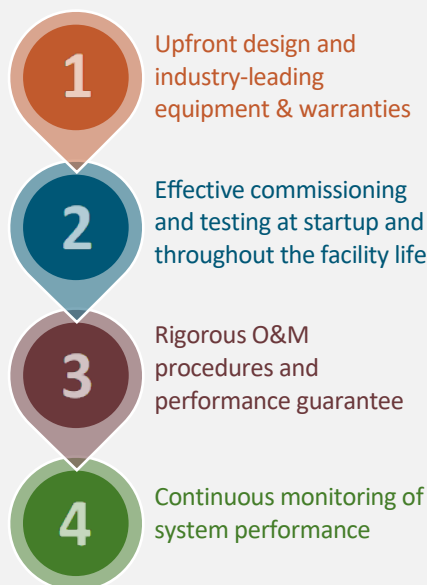 1
Upfront design and
industry-leading
equipment & warranties
2
Effective commissioning
and testing at startup and
throughout the facility life
3
Rigorous O&M
procedures and
performance guarantee
4
Continuous monitoring of
system performance